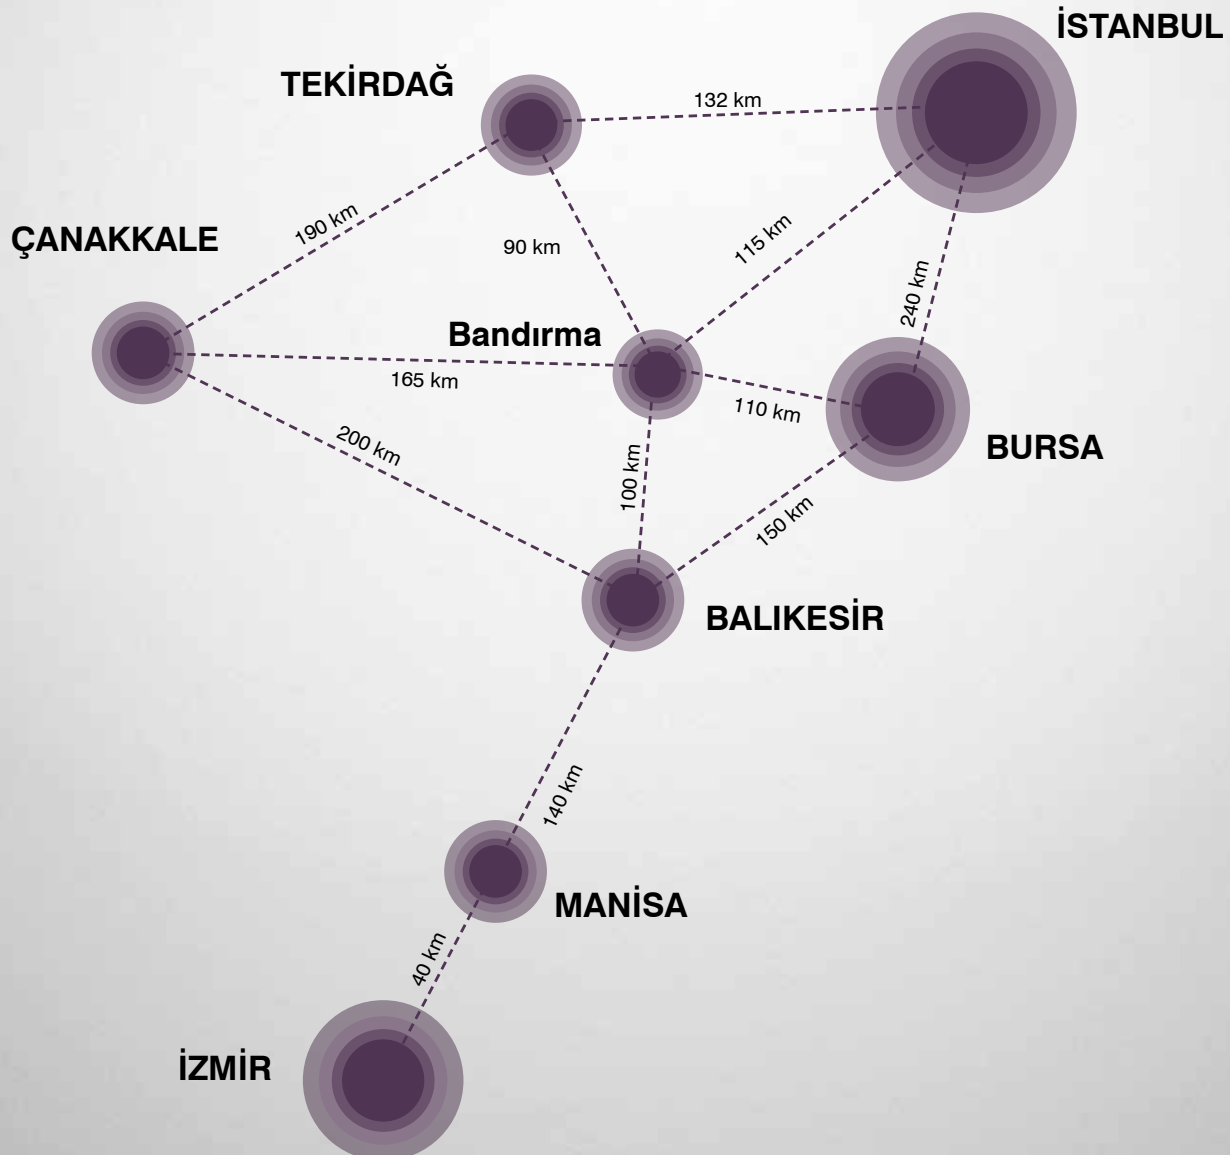 İSTANBUL
TEKİRDAĞ
132 km
190 km
ÇANAKKALE
90 km
115 km
240 km
Bandırma
165 km
110 km
BURSA
200 km
100 km
150 km
BALIKESİR
140 km
MANİSA
40 km
İZMİR